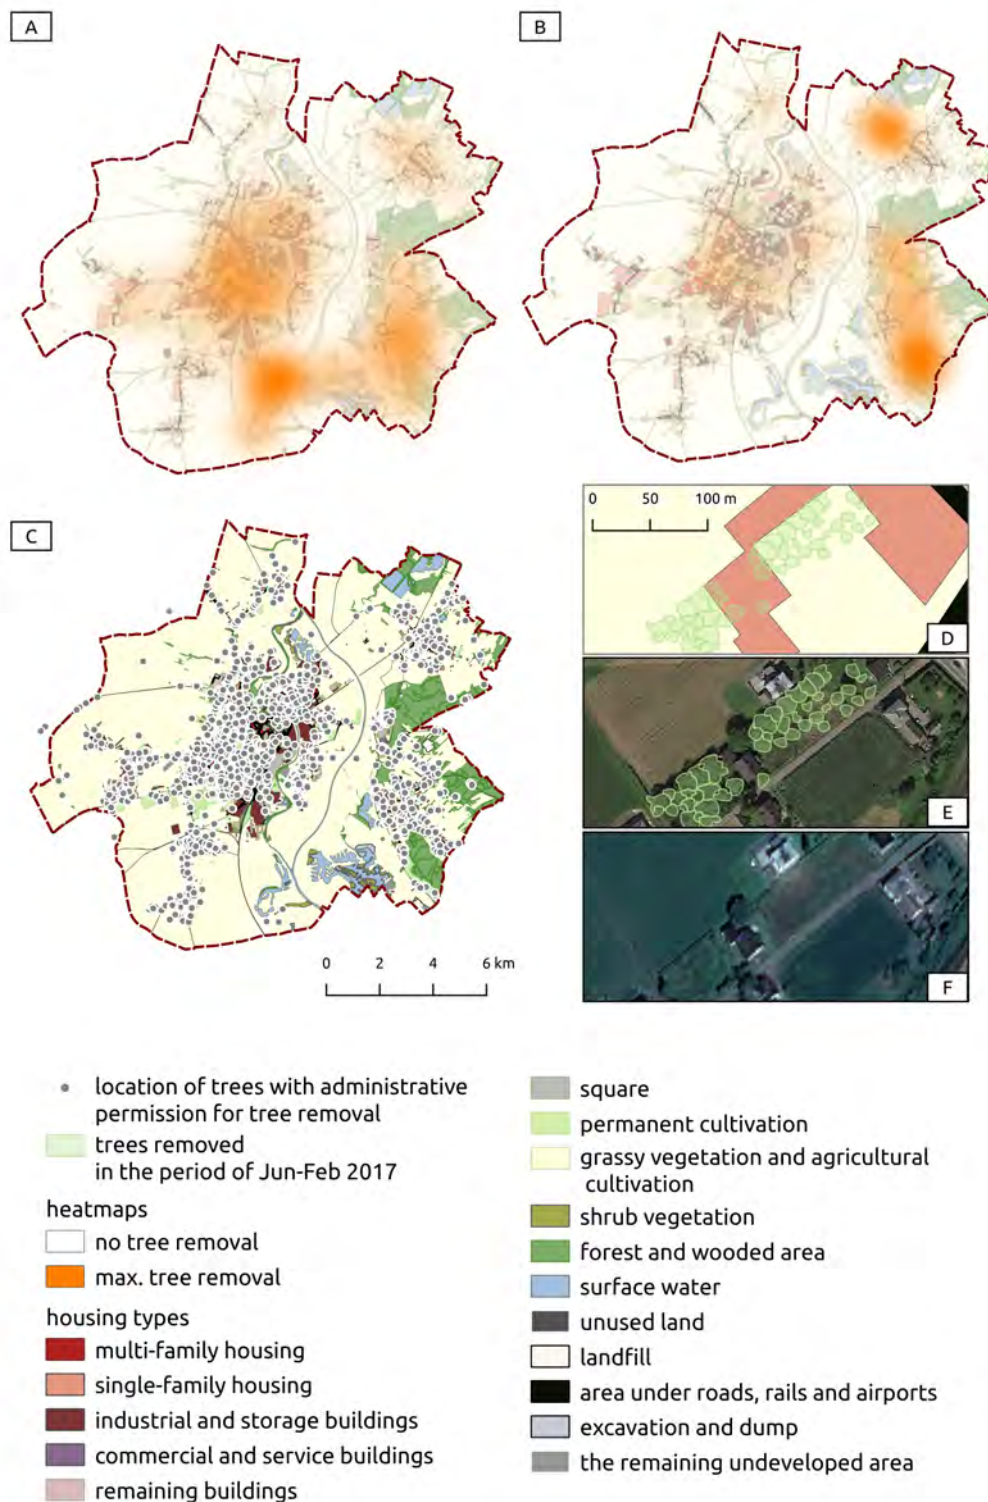 A
B
C
0 50 100 m
D
E
F
0 2 4 6 km
location of trees with administrative
permission for tree removal
trees removed
in the period of Jun-Feb 2017
heatmaps
no tree removal
max. tree removal
housing types
multi-family housing
single-family housing
industrial and storage buildings
commercial and service buildings
remaining buildings
square
permanent cultivation
grassy vegetation and agricultural
cultivation
shrub vegetation
forest and wooded area
surface water
unused land
landfill
area under roads, rails and airports
excavation and dump
the remaining undeveloped area